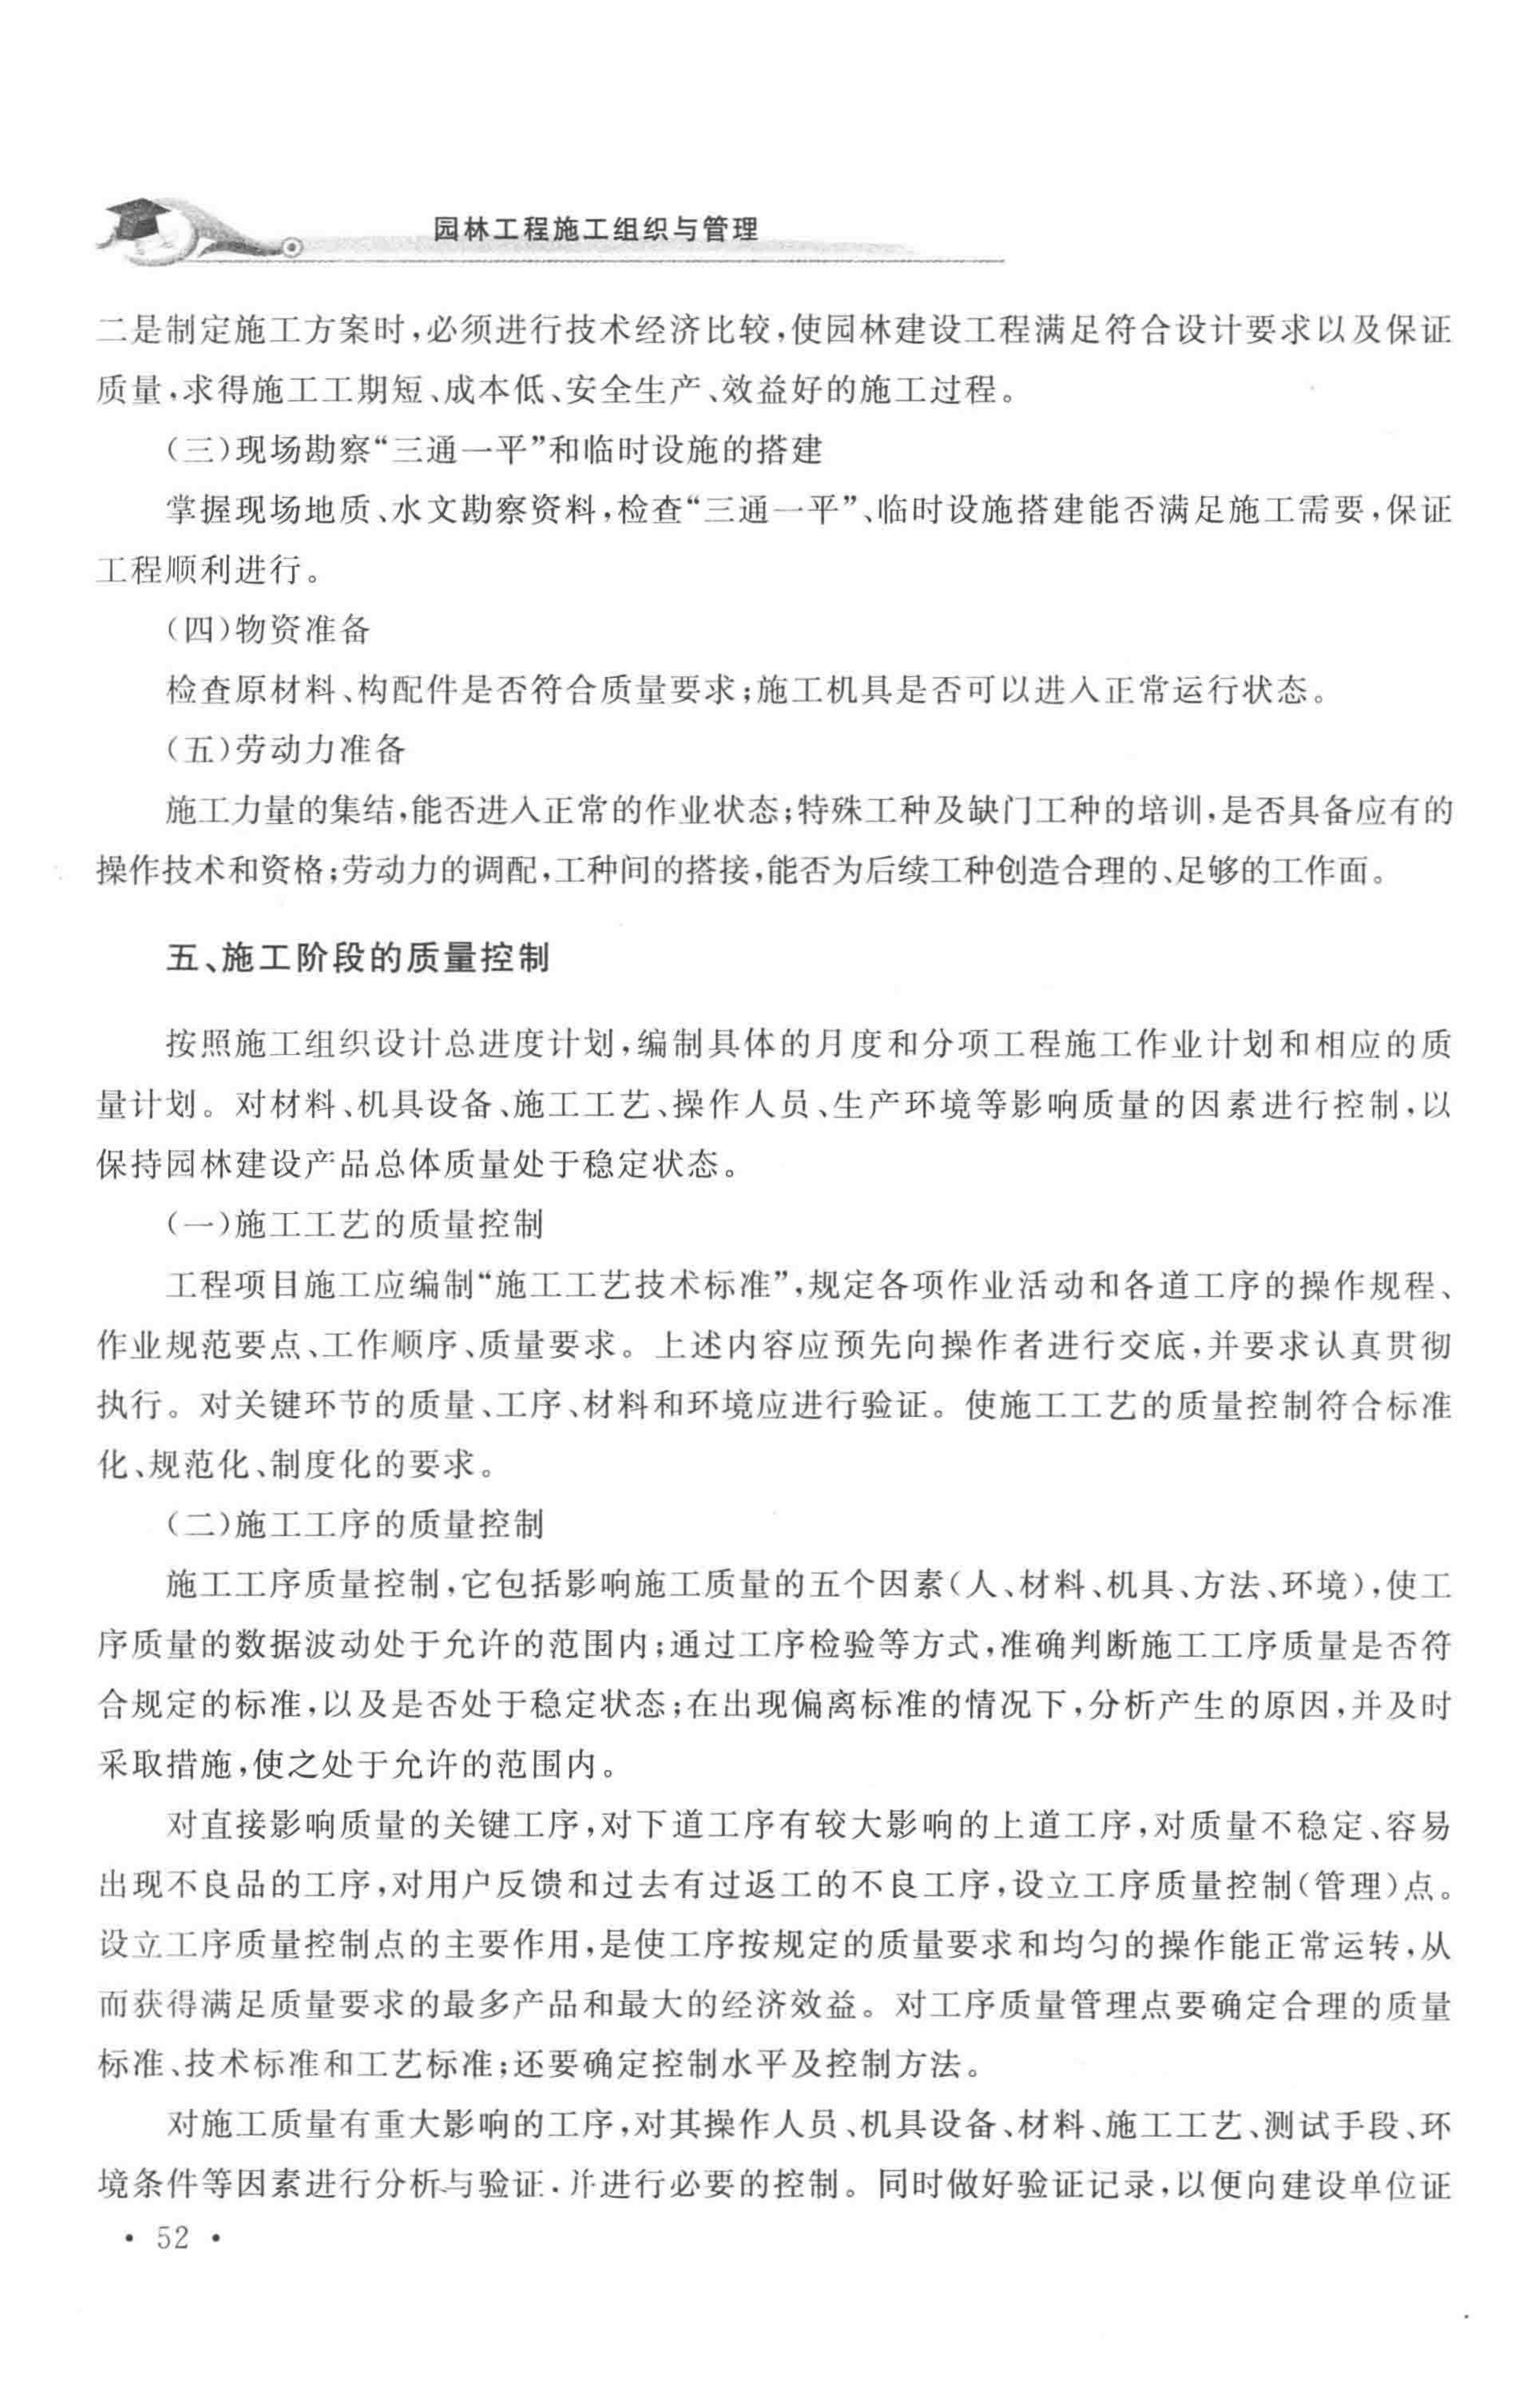 园林工程施工组织与管理
二是制定施工方案时,必须进行技术经济比较,使园林建设工程满足符合设计要求以及保证
质量,求得施工工期短、成本低、安全生产、效益好的施工过程。
(三)现场勘察“三通一平”和临时设施的搭建
掌握现场地质、水文勘察资料,检查“三通一平”、临时设施搭建能否满足施工需要,保证
工程顺利进行。
(四)物资准备
检查原材料、构配件是否符合质量要求;施工机具是否可以进入正常运行状态。
(五)劳动力准备
施工力量的集结,能否进入正常的作业状态;特殊工种及缺门工种的培训,是否具备应有的
操作技术和资格;劳动力的调配,工种间的搭接,能否为后续工种创造合理的、足够的工作面。
五、施工阶段的质量控制
按照施工组织设计总进度计划,编制具体的月度和分项工程施工作业计划和相应的质
量计划。对材料、机具设备、施工工艺、操作人员、生产环境等影响质量的因素进行控制,以
保持园林建设产品总体质量处于稳定状态。
(一)施工工艺的质量控制
工程项目施工应编制“施工工艺技术标准”,规定各项作业活动和各道工序的操作规程、
作业规范要点、工作顺序、质量要求。上述内容应预先向操作者进行交底,并要求认真贯彻
执行。对关键环节的质量、工序、材料和环境应进行验证。使施工工艺的质量控制符合标准
化、规范化、制度化的要求。
(二)施工工序的质量控制
施工工序质量控制,它包括影响施工质量的五个因素(人、材料、机具、方法、环境),使工
序质量的数据波动处于允许的范围内;通过工序检验等方式,准确判断施工工序质量是否符
合规定的标准,以及是否处于稳定状态;在出现偏离标准的情况下,分析产生的原因,并及时
采取措施,使之处于允许的范围内。
对直接影响质量的关键工序,对下道工序有较大影响的上道工序,对质量不稳定、容易
出现不良品的工序,对用户反馈和过去有过返工的不良工序,设立工序质量控制(管理)点。
设立工序质量控制点的主要作用,是使工序按规定的质量要求和均匀的操作能正常运转,从
而获得满足质量要求的最多产品和最大的经济效益。对工序质量管理点要确定合理的质量
标准、技术标准和工艺标准;还要确定控制水平及控制方法。
对施工质量有重大影响的工序,对其操作人员、机具设备、材料、施工工艺、测试手段、环
境条件等因素进行分析与验证,并进行必要的控制。同时做好验证记录,以便向建设单位证
· 52 ·